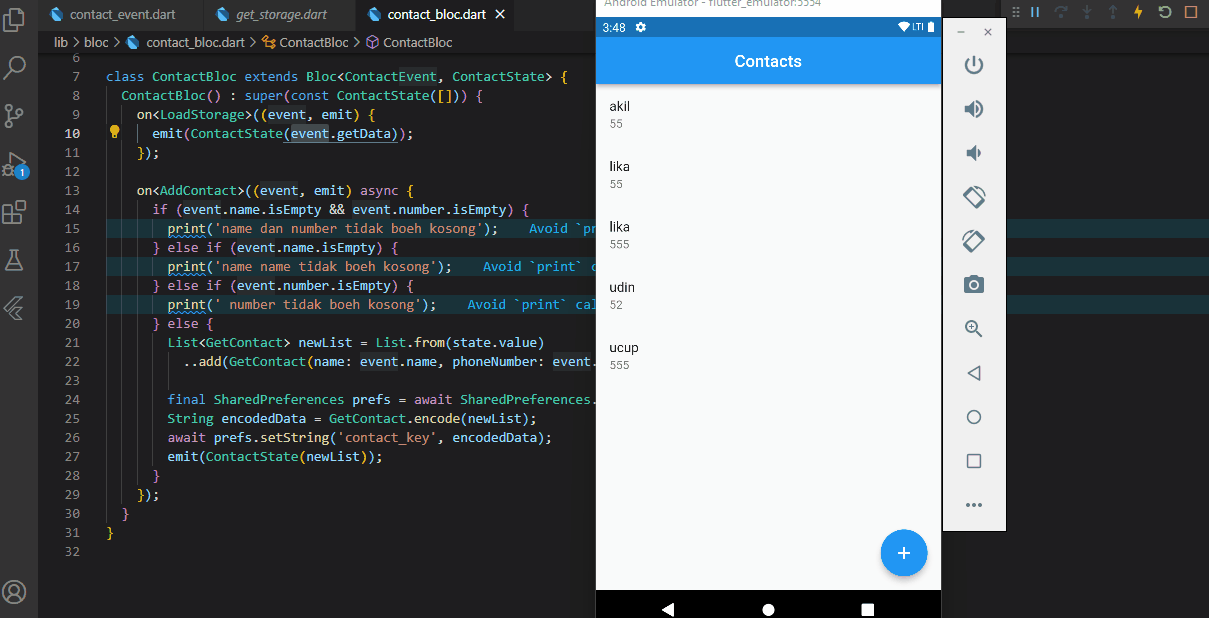 contact_event.dart
get_storage.dart
contact_bloc.dart
lib > bloc > contact_bloc.dart > ContactBloc > ContactBloc
6
7 class ContactBloc extends Bloc<ContactEvent, ContactState> {
8 ContactBloc() : super(const ContactState([])) {
9 on<LoadStorage>((event, emit) {
10 emit(ContactState(event.getData));
11 });
12
13 on<AddContact>((event, emit) async {
14 if (event.name.isEmpty && event.number.isEmpty) {
15 print('name dan number tidak boeh kosong'); Avoid `pr
16 } else if (event.name.isEmpty) {
17 print('name name tidak boeh kosong'); Avoid `print` c
18 } else if (event.number.isEmpty) {
19 print(' number tidak boeh kosong'); Avoid `print` cal
20 } else {
21 List<GetContact> newList = List.from(state.value)
22 ..add(GetContact(name: event.name, phoneNumber: event.
23
24 final SharedPreferences prefs = await SharedPreferences.
25 String encodedData = GetContact.encode(newList);
26 await prefs.setString('contact_key', encodedData);
27 emit(ContactState(newList));
28 }
29 });
30 }
31 }
32
1
Android Emulator - flutter_emulator:5554
3:48
LTE
Contacts
akil
55
lika
55
lika
555
udin
52
ucup
555